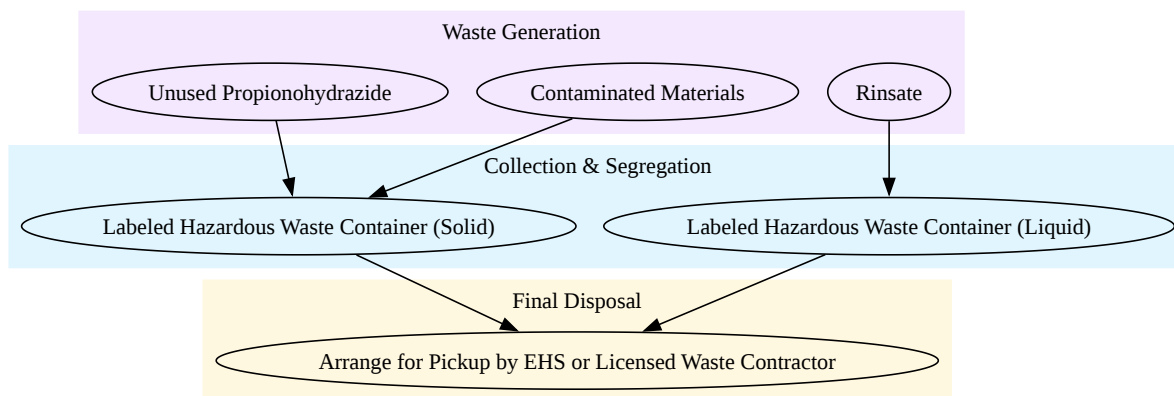 Waste Generation
Unused Propionohydrazide
Contaminated Materials
Rinsate
Collection & Segregation
Labeled Hazardous Waste Container (Solid)
Labeled Hazardous Waste Container (Liquid)
Final Disposal
Arrange for Pickup by EHS or Licensed Waste Contractor